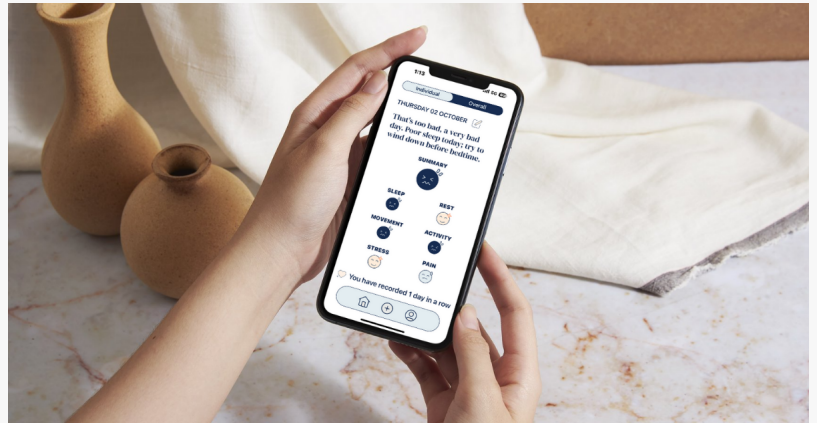 1:13
5G
Individual
Overall
THURSDAY 02 OCTOBER
That's too bad, a very bad
day. Poor sleep today; try to
wind down before bedtime.
SUMMARY
SLEEP
REST
MOVEMENT
ACTIVITY
STRESS
PAIN
You have recorded 1 day in a row